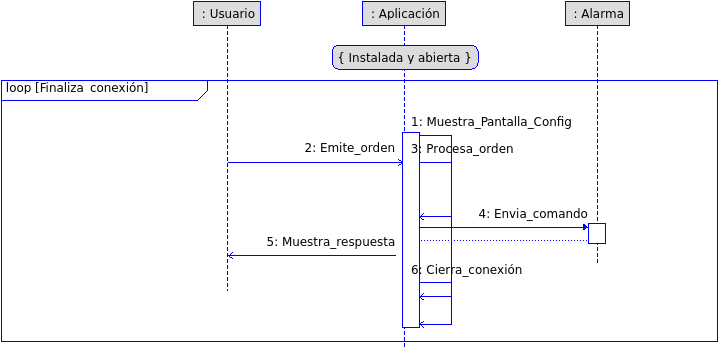 : Usuario
: Aplicación
: Alarma
{ Instalada y abierta }
loop [Finaliza conexión]
1: Muestra_Pantalla_Config
2: Emite_orden
3: Procesa_orden
4: Envia_comando
5: Muestra_respuesta
6: Cierra_conexión